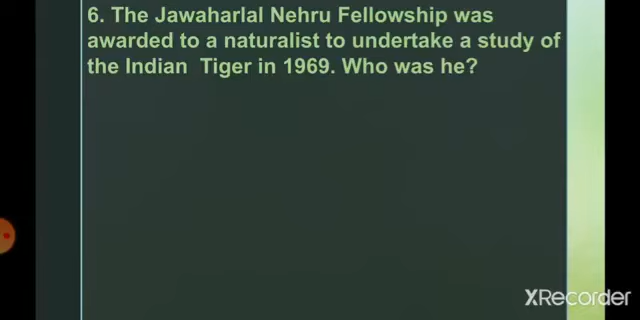 6. The Jawaharlal Nehru Fellowship was
awarded to a naturalist to undertake a study of
the Indian Tiger in 1969. Who was he?
XRecorder